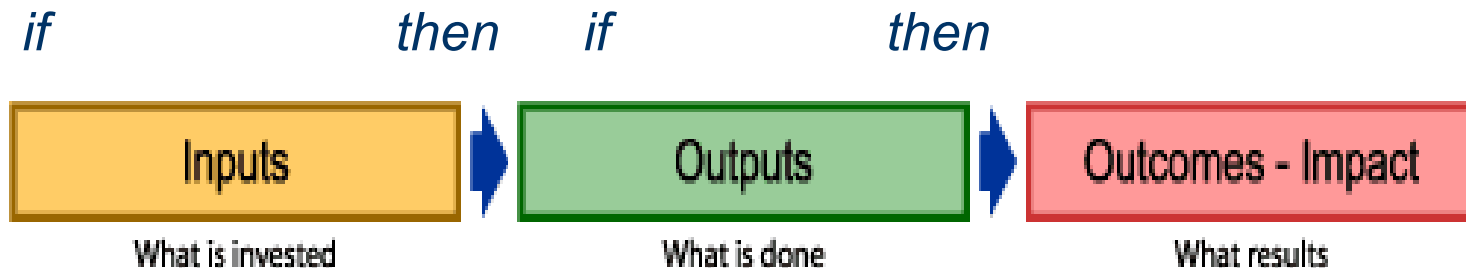 if then if then
Inputs Outputs Outcomes - Impact
What is invested What is done What results